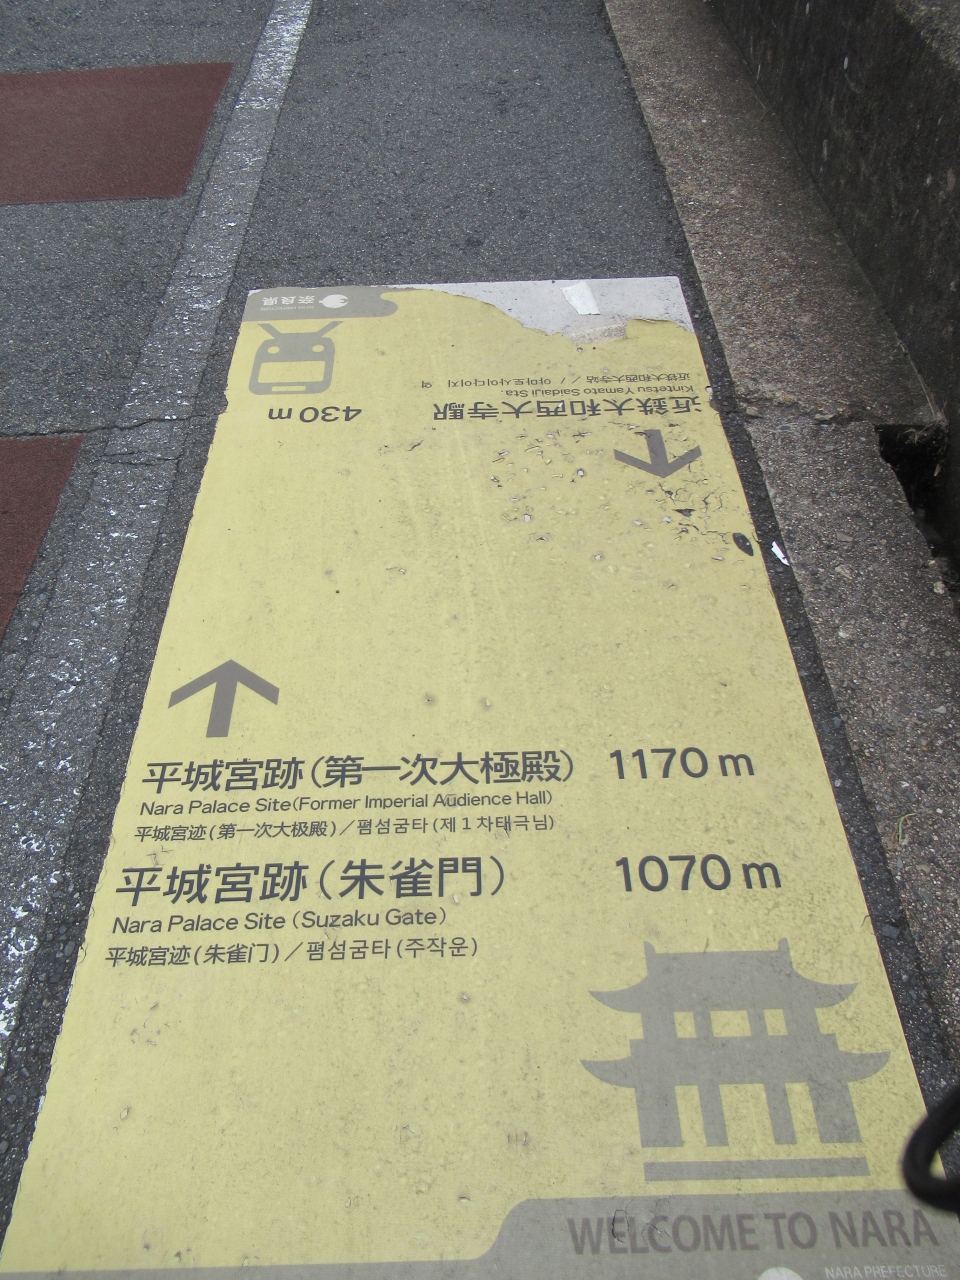 奈良県
近鉄大和西大寺駅 430m
Kintetsu Yamato Saidaiji Sta.
近鉄大和西大寺站 / / 야마토사이다이지 역
平城宮跡(第一次大極殿) 1170m
Nara Palace Site(Former Imperial Audience Hall)
平城宫迹(第一次大极殿)／평성궁터(제1차태극전)
平城宮跡(朱雀門) 1070m
Nara Palace Site (Suzaku Gate)
平城宫迹(朱雀门)／평성궁터(주작문)
WELCOME TO NARA
NARA PREFECTURE